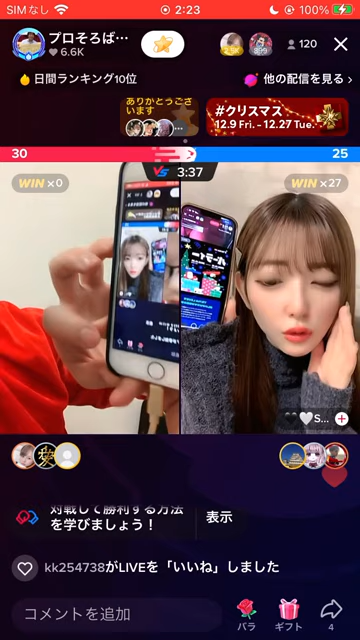 SIMなし
2:23
100%
プロそろば…
6.6K
2.5K
899
120
日間ランキング10位
他の配信を見る
ありがとうござ
います
#クリスマス
12.9 Fri. - 12.27 Tue.
30
VS 3:37
25
WIN ×0
WIN ×27
S...
対戦して勝利する方法
を学びましょう！
表示
kk254738がLIVEを「いいね」しました
コメントを追加
バラ
ギフト
4